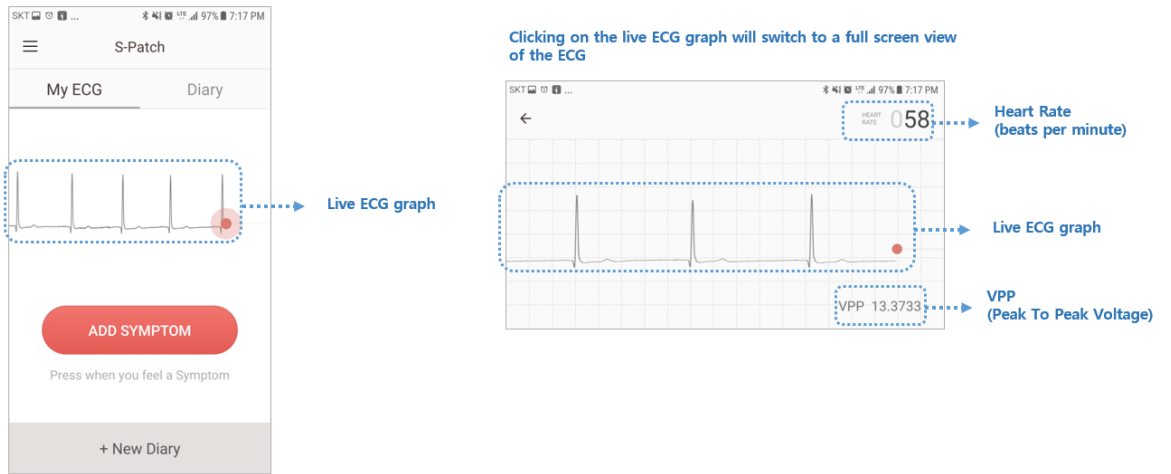 SKT ...
LTE 97% 7:17 PM
S-Patch
My ECG
Diary
Live ECG graph
ADD SYMPTOM
Press when you feel a Symptom
+ New Diary
Clicking on the live ECG graph will switch to a full screen view
of the ECG
SKT ...
LTE 97% 7:17 PM
HEART
RATE
058
Heart Rate
(beats per minute)
Live ECG graph
VPP 13.3733
VPP
(Peak To Peak Voltage)